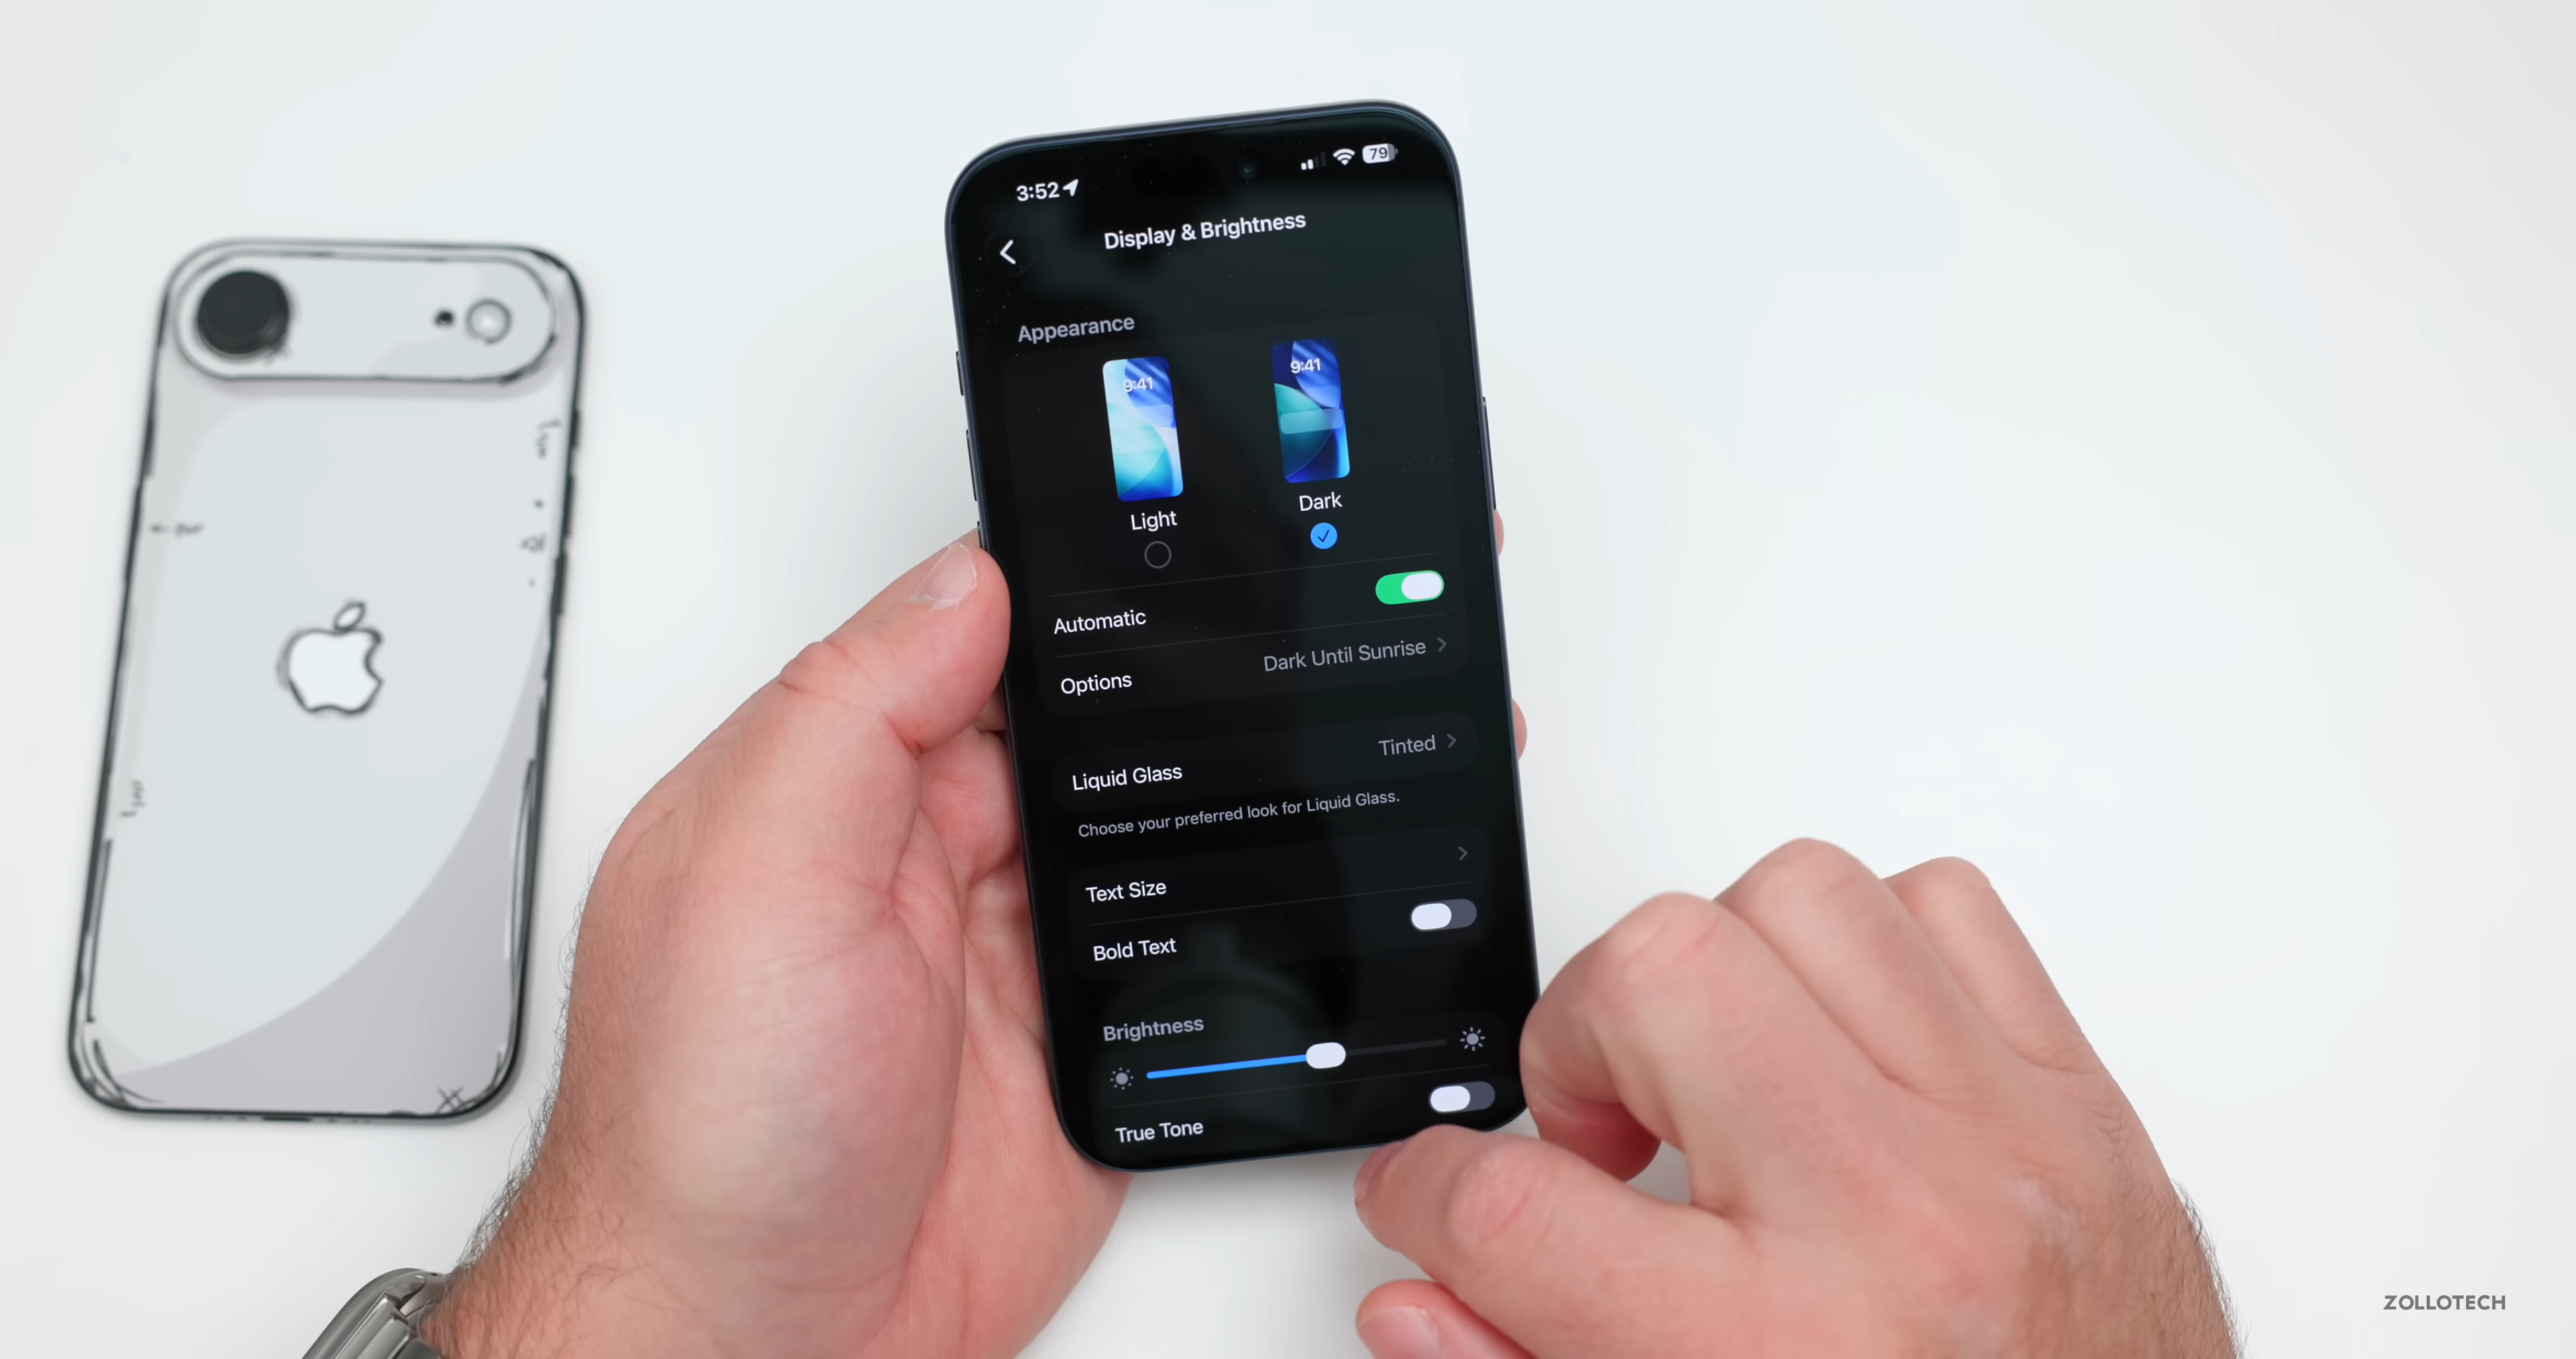 3:52
79
Display & Brightness
Appearance
9:41
9:41
Light
Dark
Automatic
Options
Dark Until Sunrise
Liquid Glass
Tinted
Choose your preferred look for Liquid Glass.
Text Size
Bold Text
Brightness
True Tone
ZOLLOTECH